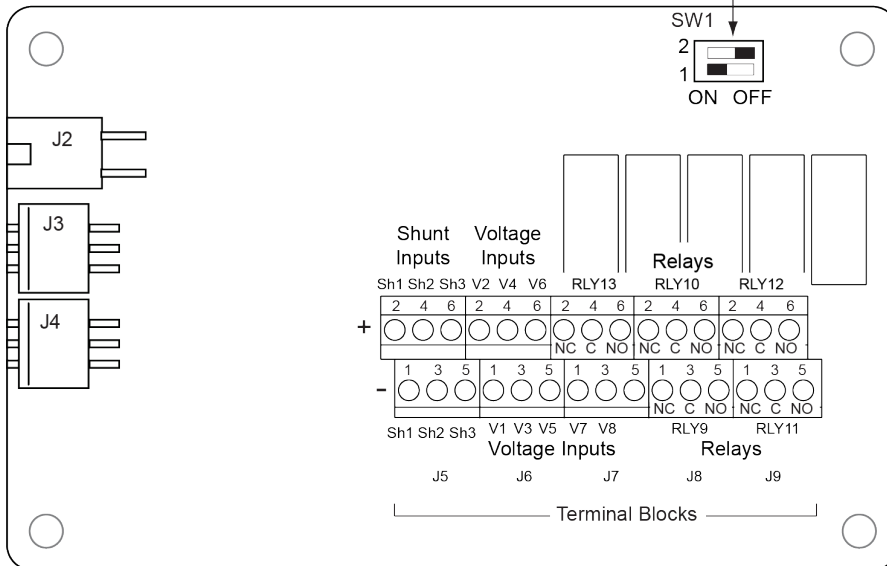 SW1
2
1
ON OFF
J2
J3
J4
Shunt Inputs
Voltage Inputs
Relays
Sh1 Sh2 Sh3 V2 V4 V6 RLY13 RLY10 RLY12
2 4 6 2 4 6 2 4 6 2 4 6 2 4 6
+
NC C NO NC C NO NC C NO
1 3 5 1 3 5 1 3 5 1 3 5 1 3 5
-
NC C NO NC C NO
Sh1 Sh2 Sh3 V1 V3 V5 V7 V8 RLY9 RLY11
Voltage Inputs Relays
J5 J6 J7 J8 J9
Terminal Blocks